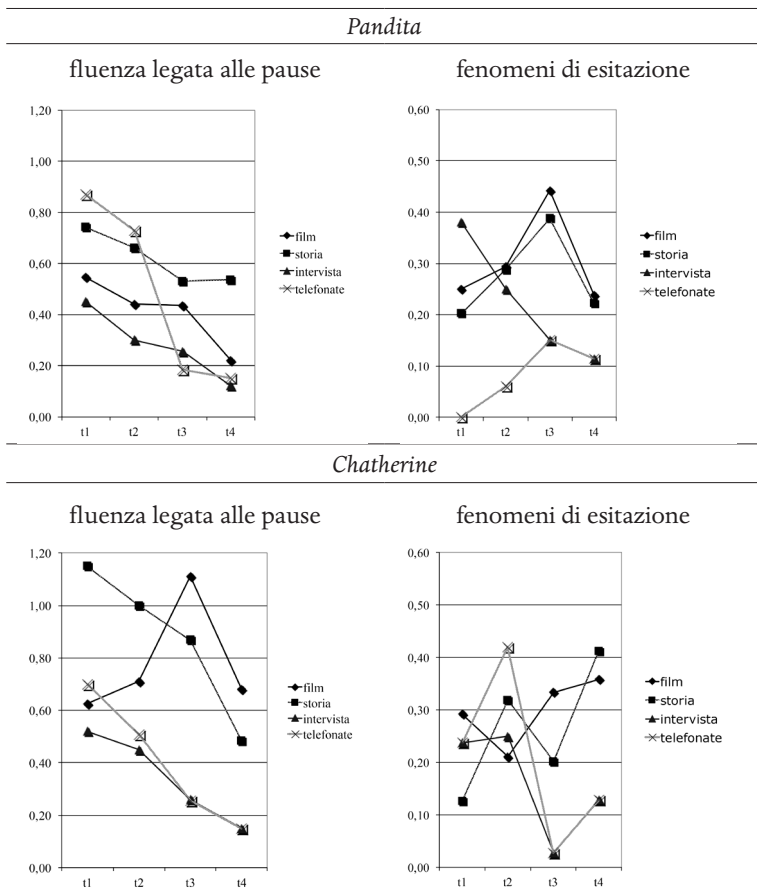 Pandita
fluenza legata alle pause
fenomeni di esitazione
1,20
1,00
0,80
0,60
0,40
0,20
0,00
t1 t2 t3 t4
film
storia
intervista
telefonate
0,60
0,50
0,40
0,30
0,20
0,10
0,00
t1 t2 t3 t4
film
storia
intervista
telefonate
Chatherine
fluenza legata alle pause
fenomeni di esitazione
1,20
1,00
0,80
0,60
0,40
0,20
0,00
t1 t2 t3 t4
film
storia
intervista
telefonate
0,60
0,50
0,40
0,30
0,20
0,10
0,00
t1 t2 t3 t4
film
storia
intervista
telefonate